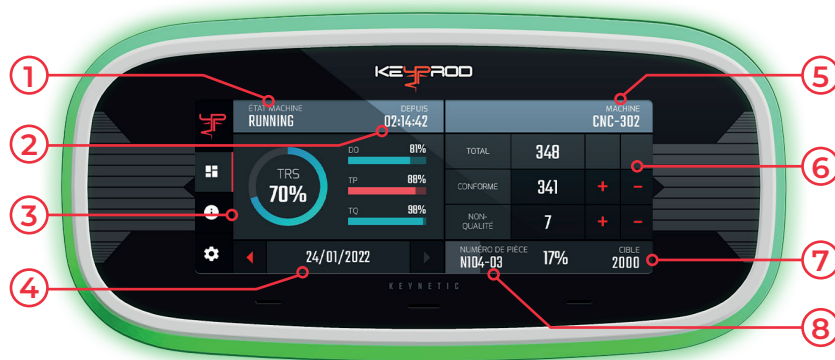 KEYPROD
1
ÉTAT MACHINE
RUNNING
DEPUIS
02:14:42
2
MACHINE
CNC-302
5
TRS
70%
DO 81%
TP 88%
TQ 98%
3
TOTAL 348
CONFORME 341 + −
NON-
QUALITÉ
7 + −
6
24/01/2022
4
NUMÉRO DE PIÈCE
N104-03
17%
CIBLE
2000
7
8
KEYNETIC